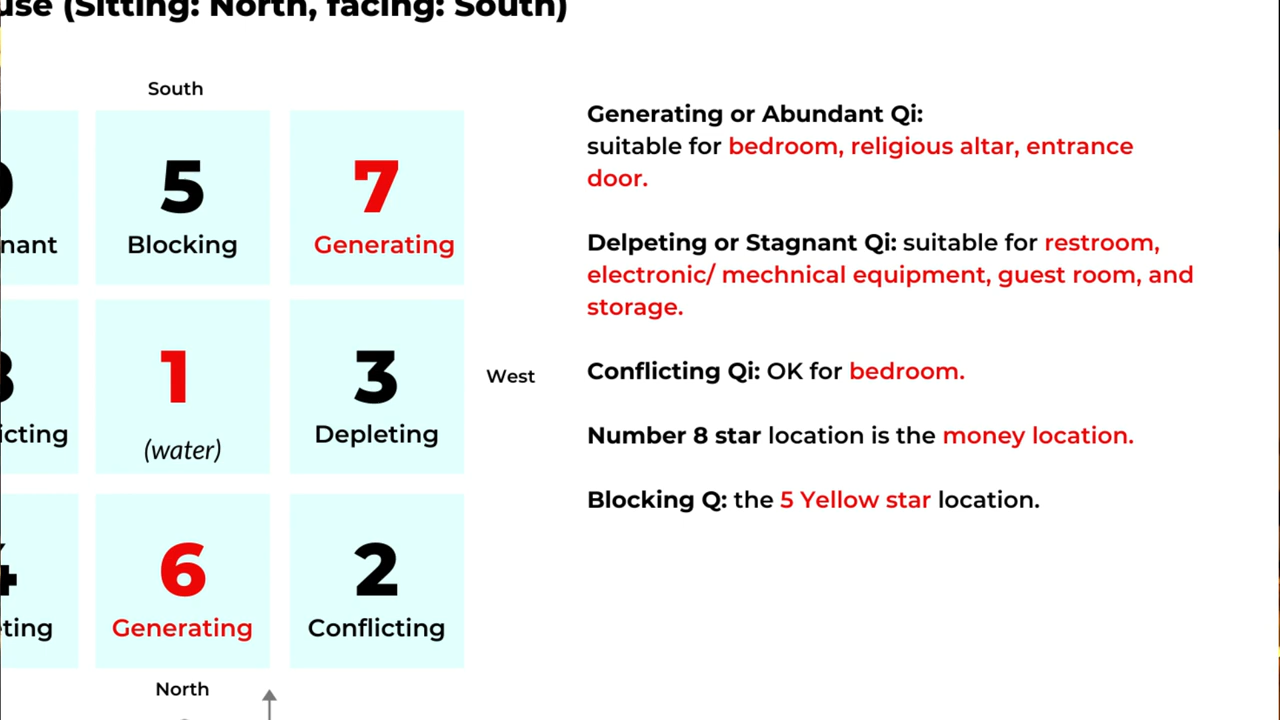 use (Sitting: North, facing: South)
South
5
7
nant
Blocking
Generating
1
3
West
icting
(water)
Depleting
6
2
ting
Generating
Conflicting
North
Generating or Abundant Qi:
suitable for bedroom, religious altar, entrance
door.
Delpeting or Stagnant Qi: suitable for restroom,
electronic/ mechnical equipment, guest room, and
storage.
Conflicting Qi: OK for bedroom.
Number 8 star location is the money location.
Blocking Q: the 5 Yellow star location.